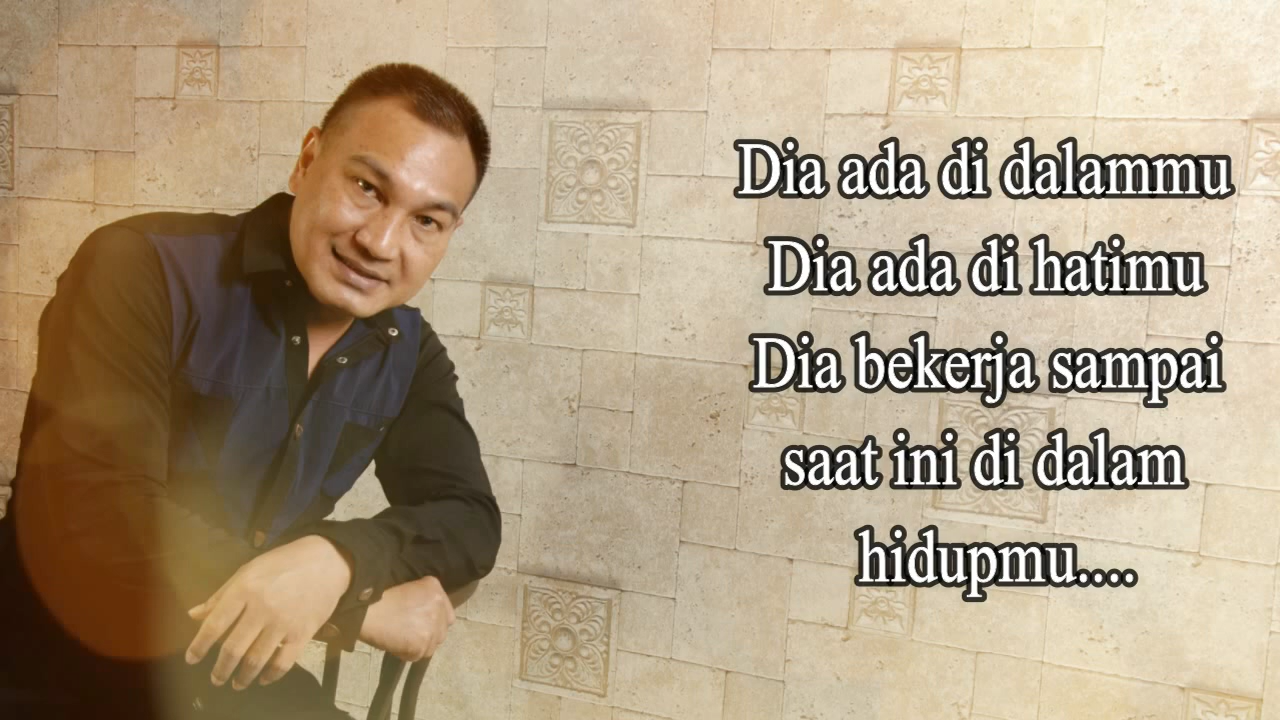 Dia ada di dalammu
Dia ada di hatimu
Dia bekerja sampai
saat ini di dalam
hidupmu....